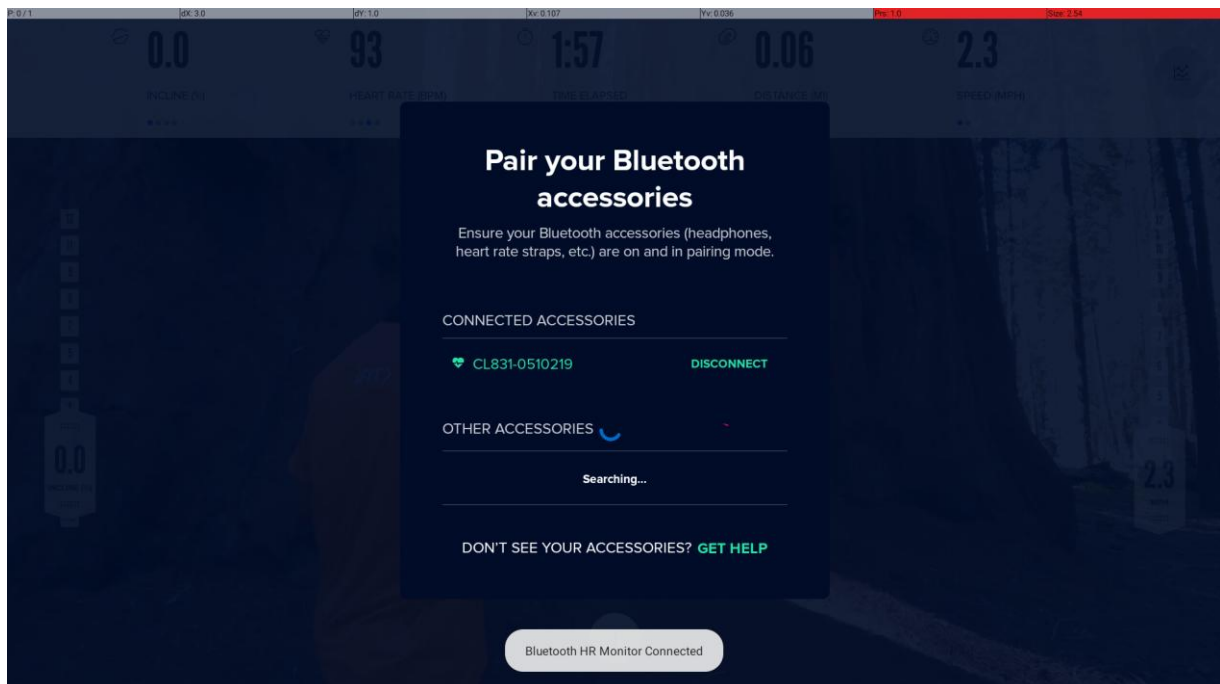 P: 0 / 1 dX: 3.0 dY: 1.0 Xv: 0.107 Yv: 0.036 Prs: 1.0 Size: 2.54
0.0 93 1:57 0.06 2.3
INCLINE (%) HEART RATE (BPM) TIME ELAPSED DISTANCE (MI) SPEED (MPH)
Pair your Bluetooth
accessories
Ensure your Bluetooth accessories (headphones,
heart rate straps, etc.) are on and in pairing mode.
CONNECTED ACCESSORIES
CL831-0510219 DISCONNECT
OTHER ACCESSORIES
Searching...
DON'T SEE YOUR ACCESSORIES? GET HELP
0.0
INCLINE (%)
2.3
MPH
Bluetooth HR Monitor Connected